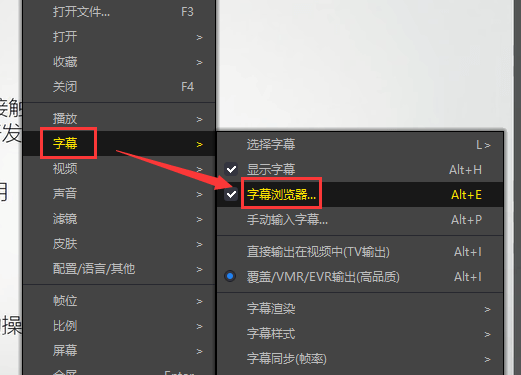 打开文件... F3
打开 >
收藏 >
关闭 F4
接触
播放 >
发
字幕 >
视频 >
声音 >
滤镜 >
皮肤 >
配置/语言/其他 >
帧位 >
比例 >
操
屏幕 >
全屏 Enter
选择字幕 L >
显示字幕 Alt+H
字幕浏览器... Alt+E
手动输入字幕... Alt+P
直接输出在视频中(TV输出) Alt+I
覆盖/VMR/EVR输出(高品质) Alt+I
字幕渲染 >
字幕样式 >
字幕同步(帧率) >